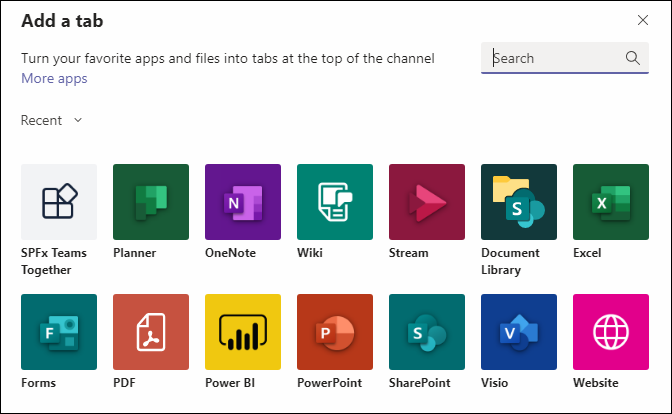 Add a tab
Turn your favorite apps and files into tabs at the top of the channel
More apps
Search
Recent
SPFx Teams
Together
Planner
N
OneNote
Wiki
Stream
S
Document
Library
X
Excel
F
Forms
PDF
Power BI
P
PowerPoint
S
SharePoint
V
Visio
Website